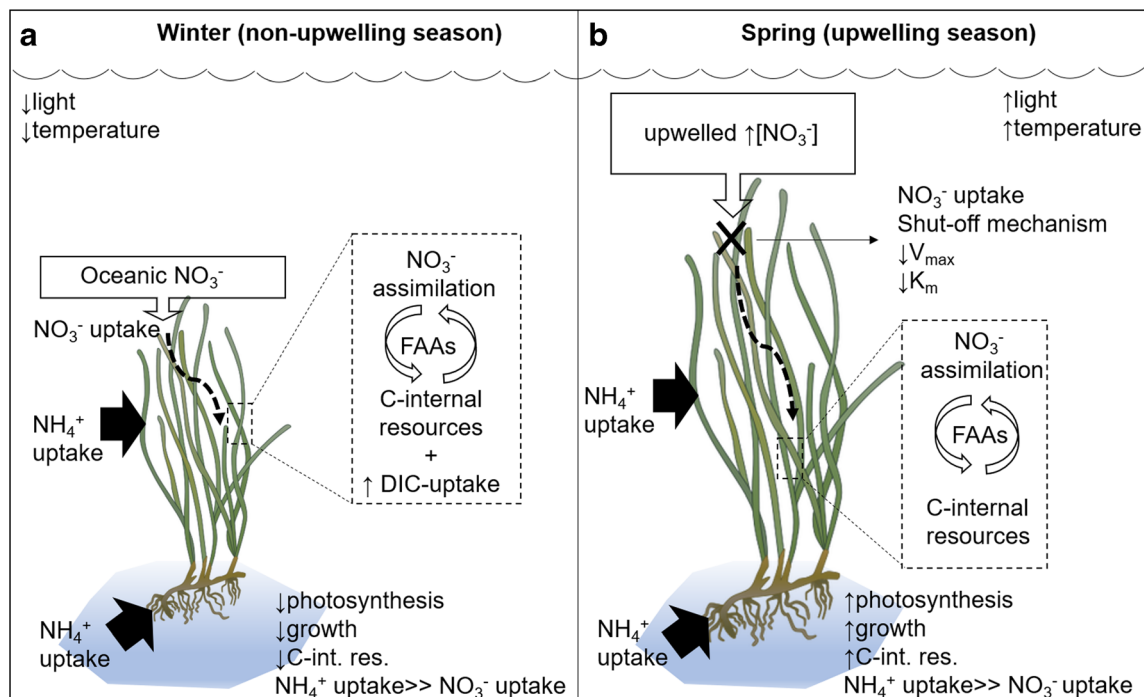 a
Winter (non-upwelling season)
↓light
↓temperature
Oceanic NO₃⁻
NO₃⁻ uptake
NH₄⁺
uptake
NO₃⁻
assimilation
FAAs
C-internal
resources
+
↑ DIC-uptake
NH₄⁺
uptake
↓photosynthesis
↓growth
↓C-int. res.
NH₄⁺ uptake>> NO₃⁻ uptake
b
Spring (upwelling season)
↑light
↑temperature
upwelled ↑[NO₃⁻]
NO₃⁻ uptake
Shut-off mechanism
↓Vmax
↓Km
NH₄⁺
uptake
NO₃⁻
assimilation
FAAs
C-internal
resources
NH₄⁺
uptake
↑photosynthesis
↑growth
↑C-int. res.
NH₄⁺ uptake>> NO₃⁻ uptake